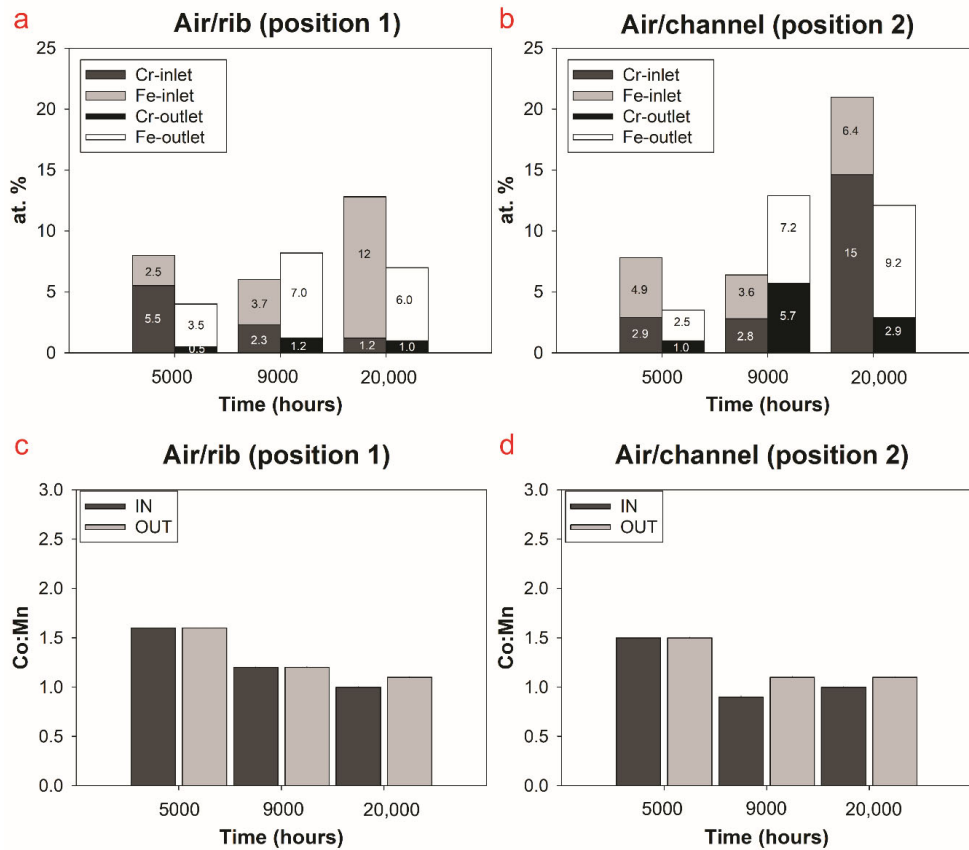 a
Air/rib (position 1)
25
20
15
10
5
0
at. %
Cr-inlet
Fe-inlet
Cr-outlet
Fe-outlet
2.5
5.5
3.5
0.5
3.7
2.3
7.0
1.2
12
1.2
6.0
1.0
5000 9000 20,000
Time (hours)
b
Air/channel (position 2)
25
20
15
10
5
0
at. %
Cr-inlet
Fe-inlet
Cr-outlet
Fe-outlet
4.9
2.9
2.5
1.0
3.6
2.8
7.2
5.7
6.4
15
9.2
2.9
5000 9000 20,000
Time (hours)
c
Air/rib (position 1)
3.0
2.5
2.0
1.5
1.0
0.5
0.0
Co:Mn
IN
OUT
5000 9000 20,000
Time (hours)
d
Air/channel (position 2)
3.0
2.5
2.0
1.5
1.0
0.5
0.0
Co:Mn
IN
OUT
5000 9000 20,000
Time (hours)